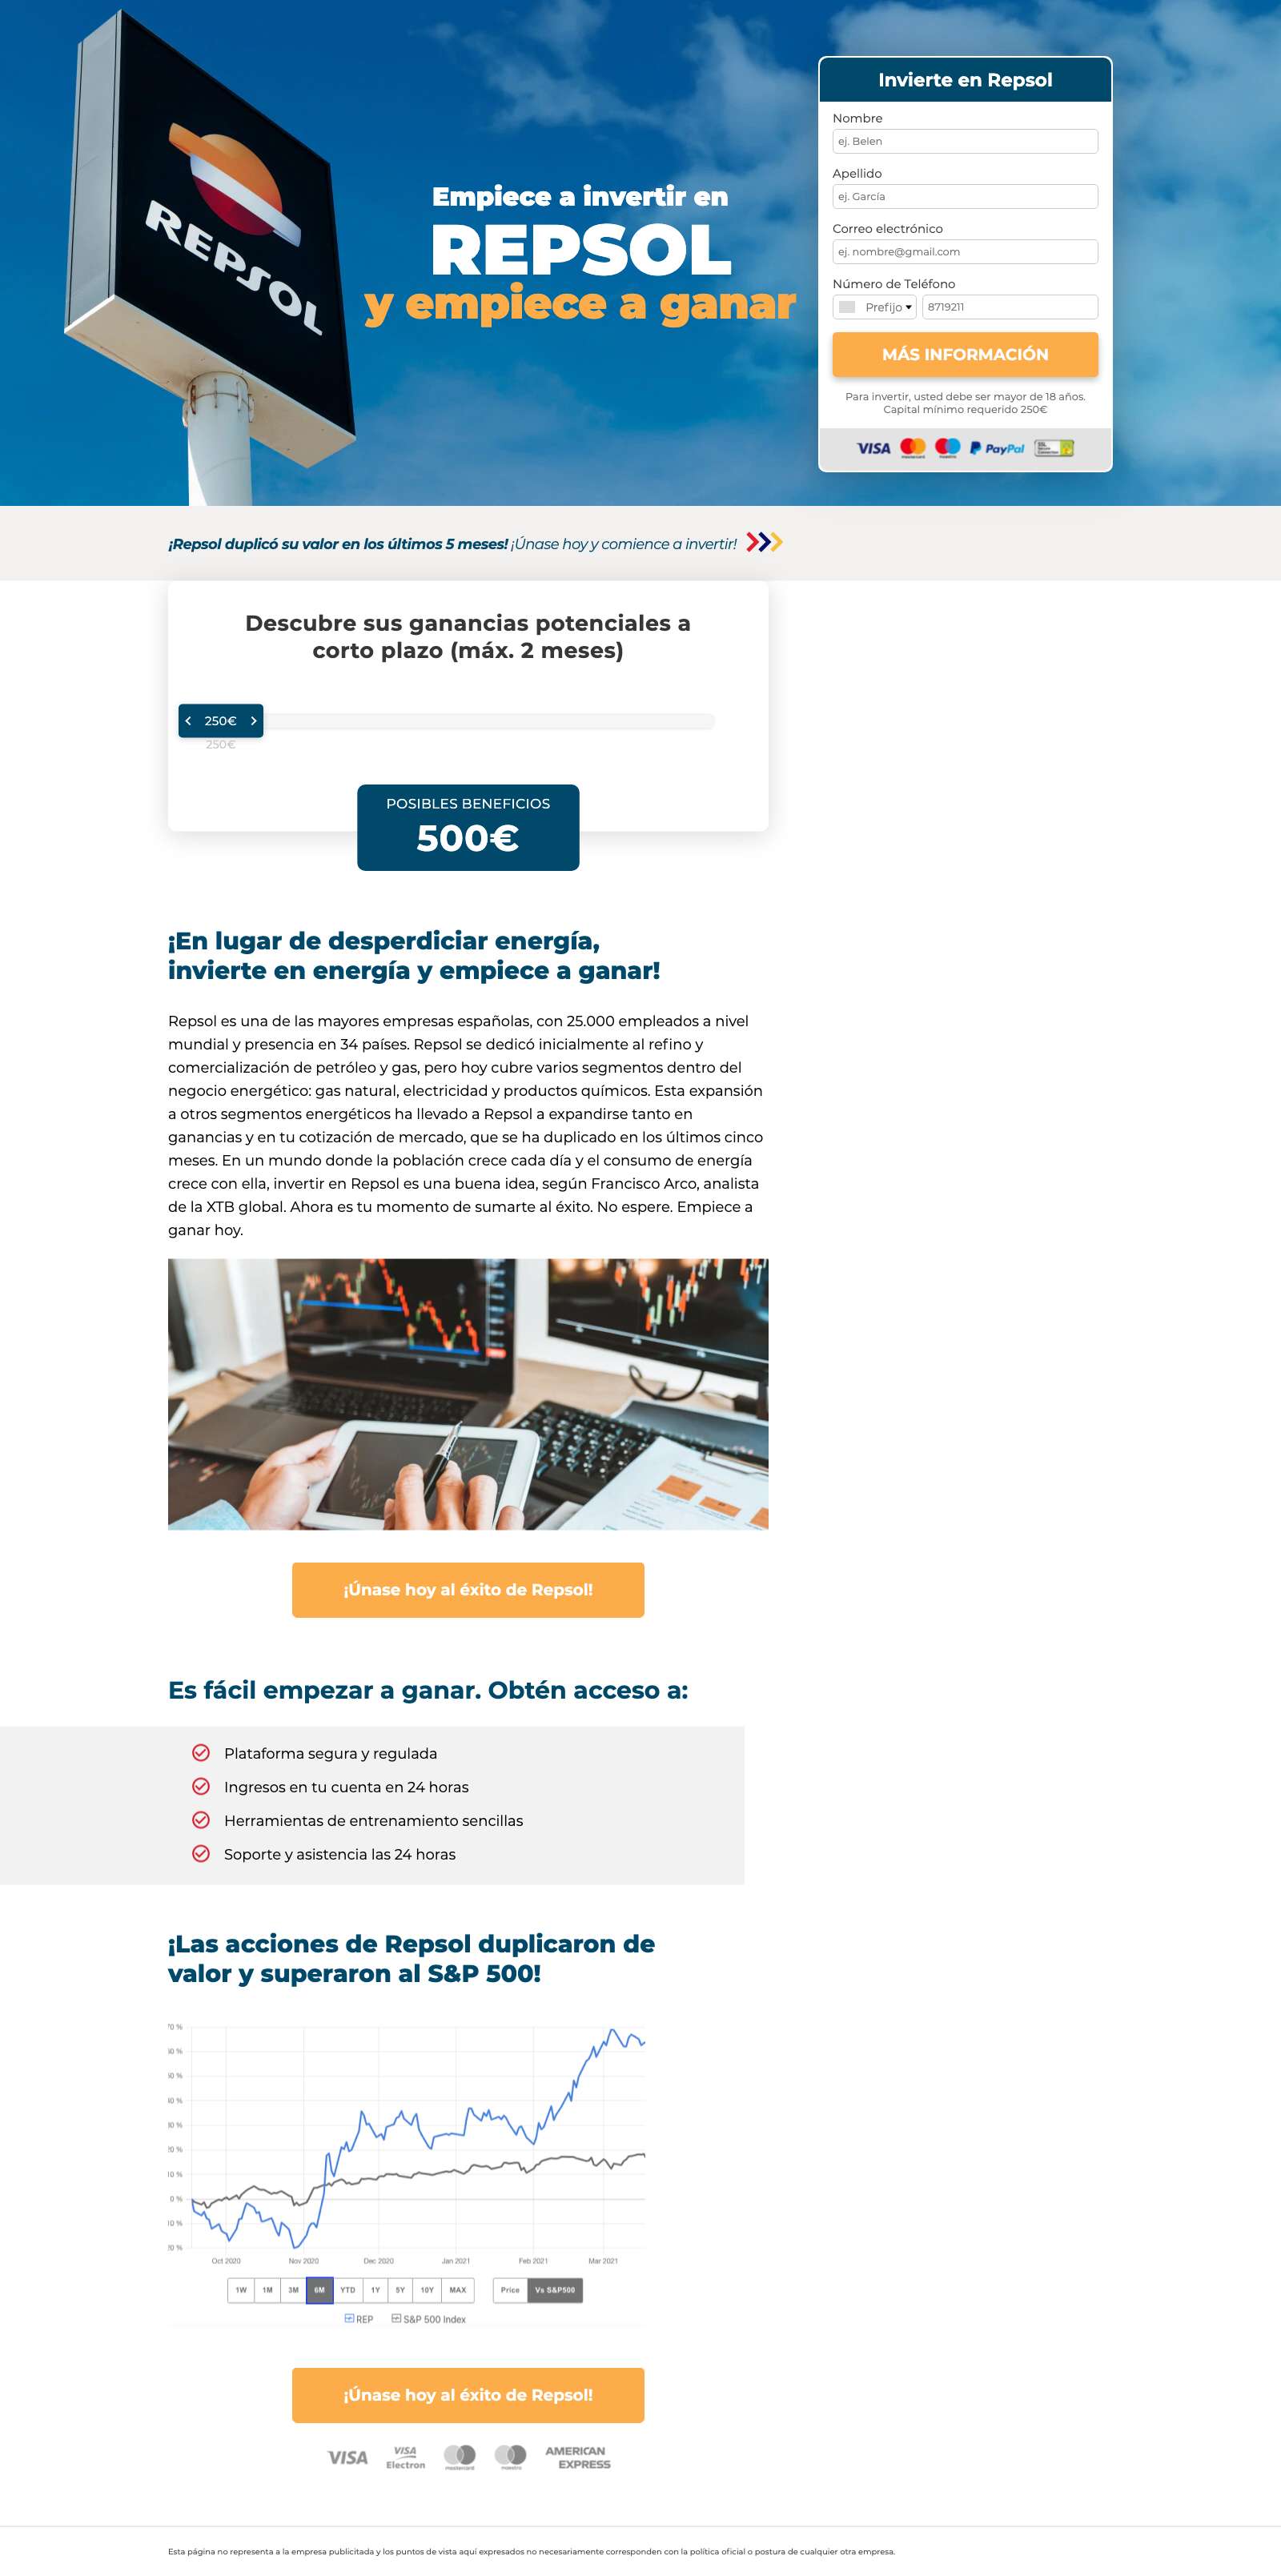 REPSOL
Empiece a invertir en
REPSOL
y empiece a ganar
Invierte en Repsol
Nombre
ej. Belen
Apellido
ej. García
Correo electrónico
ej. nombre@gmail.com
Número de Teléfono
Prefijo 8719211
MÁS INFORMACIÓN
Para invertir, usted debe ser mayor de 18 años.
Capital mínimo requerido 250€
VISA mastercard maestro PayPal
¡Repsol duplicó su valor en los últimos 5 meses! ¡Únase hoy y comience a invertir!
Descubre sus ganancias potenciales a
corto plazo (máx. 2 meses)
250€
250€
POSIBLES BENEFICIOS
500€
¡En lugar de desperdiciar energía,
invierte en energía y empiece a ganar!
Repsol es una de las mayores empresas españolas, con 25.000 empleados a nivel
mundial y presencia en 34 países. Repsol se dedicó inicialmente al refino y
comercialización de petróleo y gas, pero hoy cubre varios segmentos dentro del
negocio energético: gas natural, electricidad y productos químicos. Esta expansión
a otros segmentos energéticos ha llevado a Repsol a expandirse tanto en
ganancias y en tu cotización de mercado, que se ha duplicado en los últimos cinco
meses. En un mundo donde la población crece cada día y el consumo de energía
crece con ella, invertir en Repsol es una buena idea, según Francisco Arco, analista
de la XTB global. Ahora es tu momento de sumarte al éxito. No espere. Empiece a
ganar hoy.
¡Únase hoy al éxito de Repsol!
Es fácil empezar a ganar. Obtén acceso a:
Plataforma segura y regulada
Ingresos en tu cuenta en 24 horas
Herramientas de entrenamiento sencillas
Soporte y asistencia las 24 horas
¡Las acciones de Repsol duplicaron de
valor y superaron al S&P 500!
70 %
60 %
50 %
40 %
30 %
20 %
10 %
0 %
10 %
20 %
Oct 2020 Nov 2020 Dec 2020 Jan 2021 Feb 2021 Mar 2021
1W 1M 3M 6M YTD 1Y 5Y 10Y MAX Price Vs S&P500
REP S&P 500 Index
¡Únase hoy al éxito de Repsol!
VISA VISA Electron mastercard maestro AMERICAN EXPRESS
Esta página no representa a la empresa publicitada y los puntos de vista aquí expresados no necesariamente corresponden con la política oficial o postura de cualquier otra empresa.